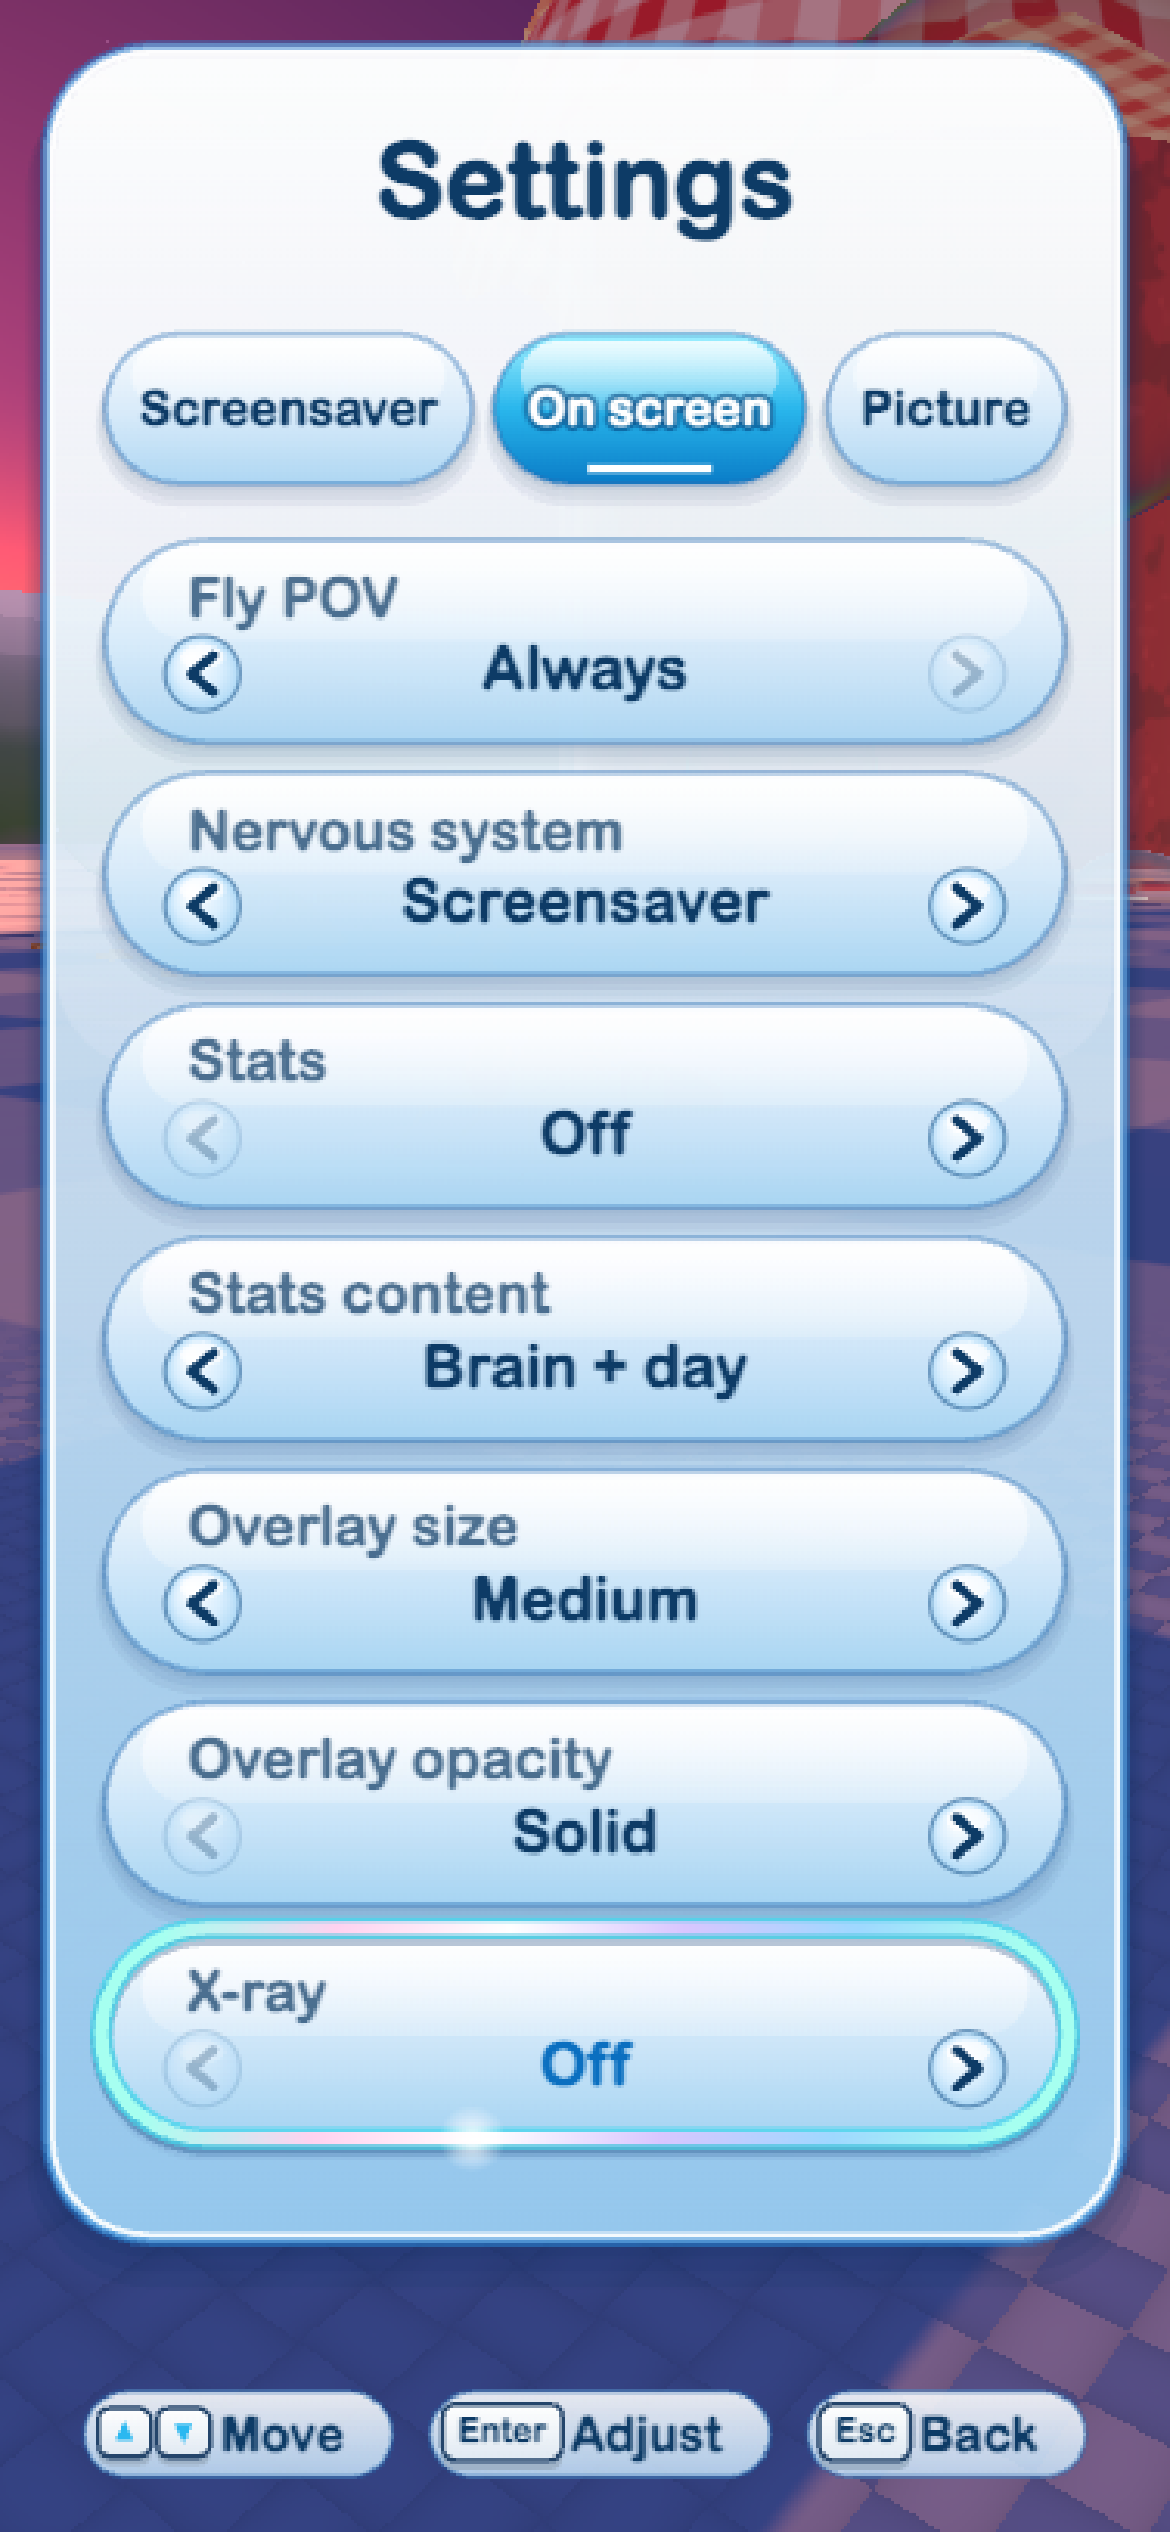 Settings
Screensaver On screen Picture
Fly POV
Always
Nervous system
Screensaver
Stats
Off
Stats content
Brain + day
Overlay size
Medium
Overlay opacity
Solid
X-ray
Off
Move Enter Adjust Esc Back